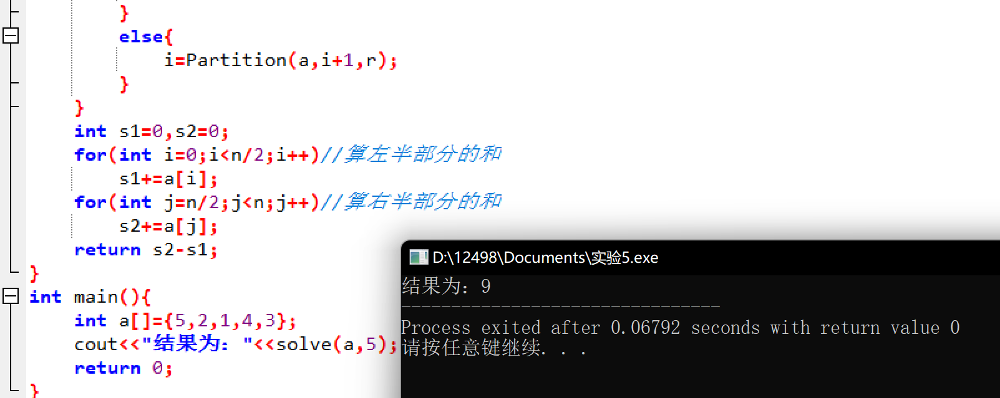 }
else{
i=Partition(a,i+1,r);
}
}
int s1=0,s2=0;
for(int i=0;i<n/2;i++)//算左半部分的和
s1+=a[i];
for(int j=n/2;j<n;j++)//算右半部分的和
s2+=a[j];
return s2-s1;
}
int main(){
int a[]={5,2,1,4,3};
cout<<"结果为："<<solve(a,5);
return 0;
}
D:\12498\Documents\实验5.exe
结果为：9
--------------------------------
Process exited after 0.06792 seconds with return value 0
请按任意键继续. . .